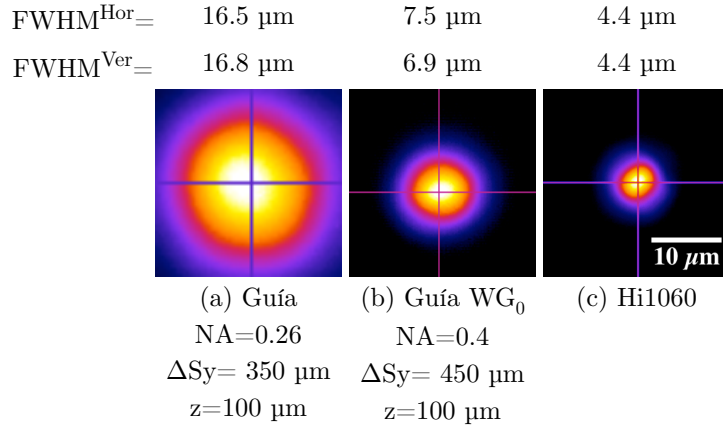 FWHM^Hor= 16.5 µm 7.5 µm 4.4 µm
FWHM^Ver= 16.8 µm 6.9 µm 4.4 µm
10 µm
(a) Guía (b) Guía WG₀ (c) Hi1060
NA=0.26 NA=0.4
ΔSy= 350 µm ΔSy= 450 µm
z=100 µm z=100 µm